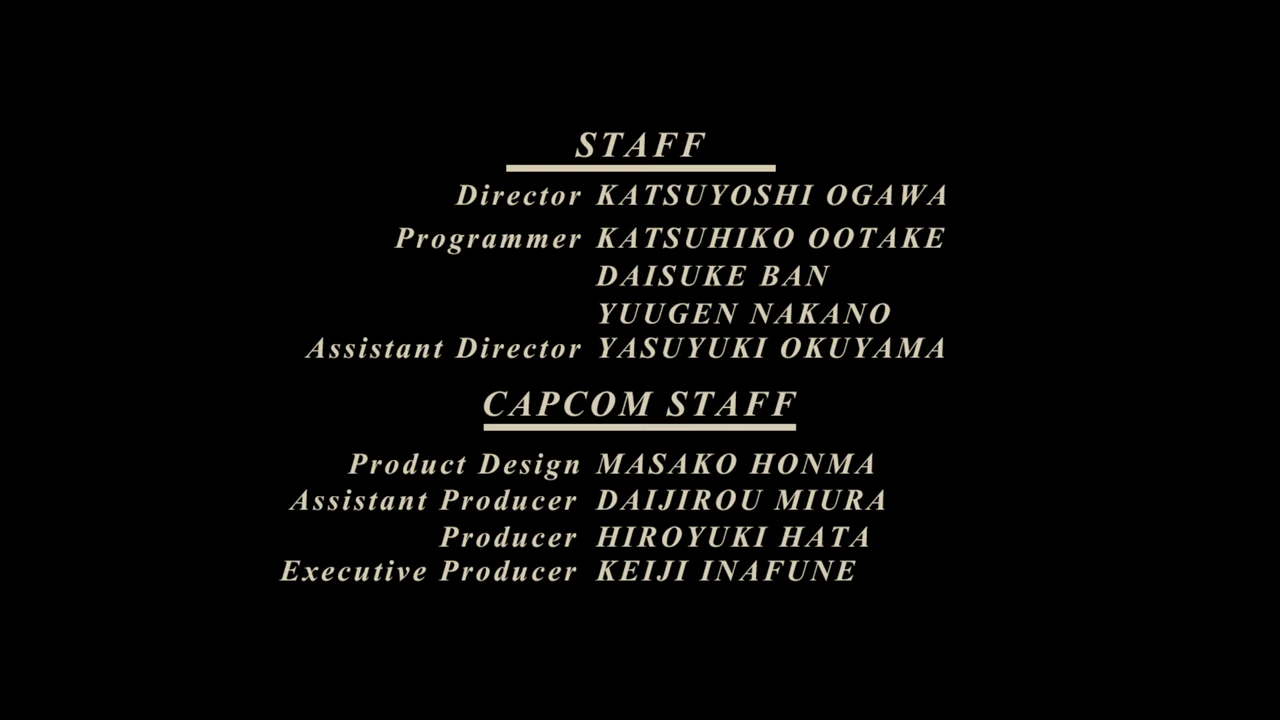 STAFF
Director KATSUYOSHI OGAWA
Programmer KATSUHIKO OOTAKE
DAISUKE BAN
YUUGEN NAKANO
Assistant Director YASUYUKI OKUYAMA
CAPCOM STAFF
Product Design MASAKO HONMA
Assistant Producer DAIJIROU MIURA
Producer HIROYUKI HATA
Executive Producer KEIJI INAFUNE